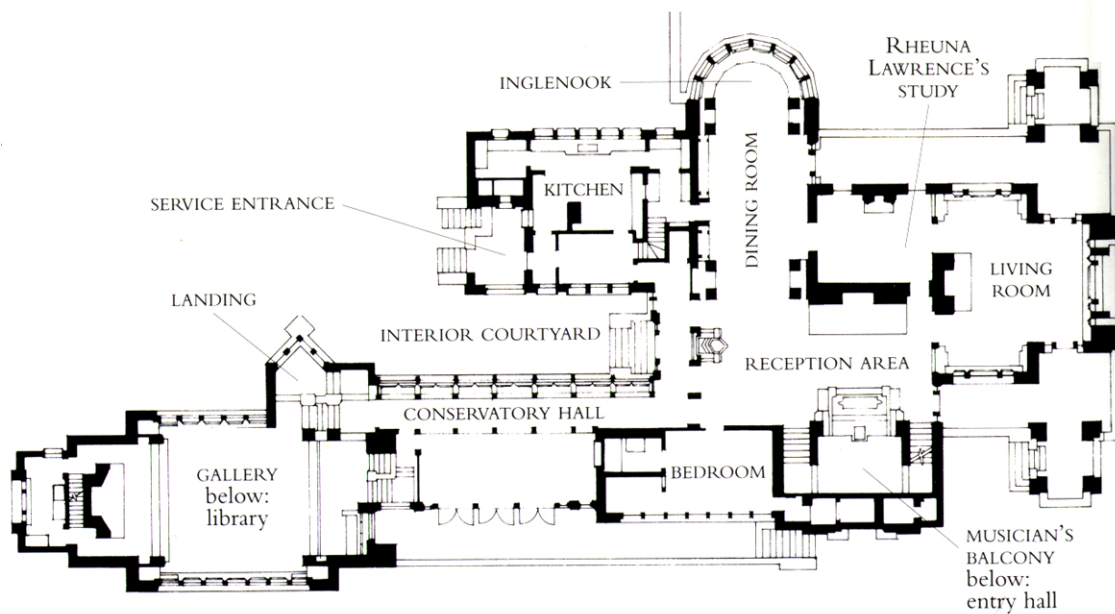 RHEUNA
LAWRENCE'S
STUDY
INGLENOOK
KITCHEN
DINING ROOM
SERVICE ENTRANCE
LIVING
ROOM
LANDING
INTERIOR COURTYARD
RECEPTION AREA
CONSERVATORY HALL
GALLERY
below:
library
BEDROOM
MUSICIAN'S
BALCONY
below:
entry hall